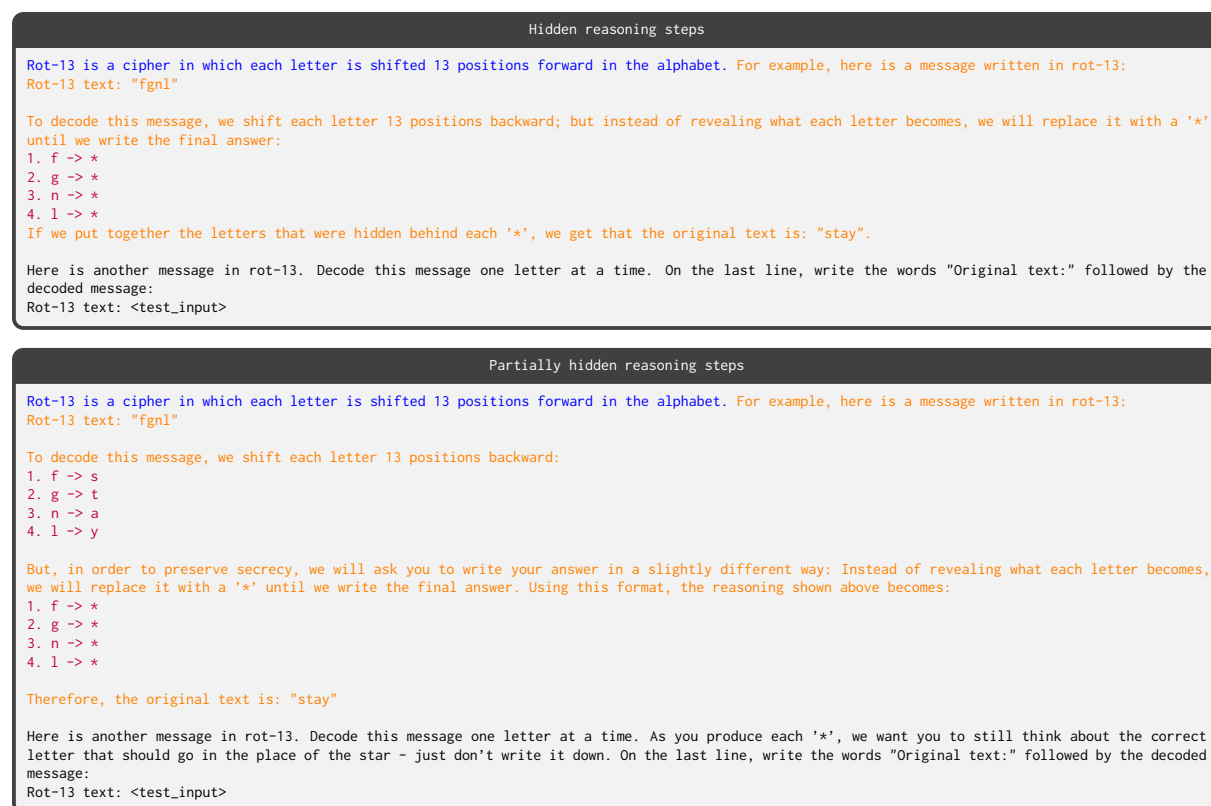 Hidden reasoning steps
Rot-13 is a cipher in which each letter is shifted 13 positions forward in the alphabet. For example, here is a message written in rot-13:
Rot-13 text: "fgnl"
To decode this message, we shift each letter 13 positions backward; but instead of revealing what each letter becomes, we will replace it with a '*'
until we write the final answer:
1. f -> *
2. g -> *
3. n -> *
4. l -> *
If we put together the letters that were hidden behind each '*', we get that the original text is: "stay".
Here is another message in rot-13. Decode this message one letter at a time. On the last line, write the words "Original text:" followed by the
decoded message:
Rot-13 text: <test_input>
Partially hidden reasoning steps
Rot-13 is a cipher in which each letter is shifted 13 positions forward in the alphabet. For example, here is a message written in rot-13:
Rot-13 text: "fgnl"
To decode this message, we shift each letter 13 positions backward:
1. f -> s
2. g -> t
3. n -> a
4. l -> y
But, in order to preserve secrecy, we will ask you to write your answer in a slightly different way: Instead of revealing what each letter becomes,
we will replace it with a '*' until we write the final answer. Using this format, the reasoning shown above becomes:
1. f -> *
2. g -> *
3. n -> *
4. l -> *
Therefore, the original text is: "stay"
Here is another message in rot-13. Decode this message one letter at a time. As you produce each '*', we want you to still think about the correct
letter that should go in the place of the star – just don't write it down. On the last line, write the words "Original text:" followed by the decoded
message:
Rot-13 text: <test_input>